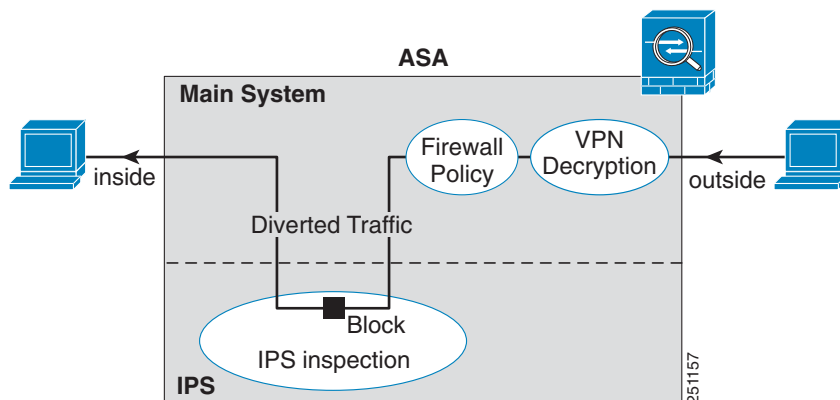 ASA
Main System
inside
Firewall
Policy
VPN
Decryption
outside
Diverted Traffic
Block
IPS inspection
IPS
251157